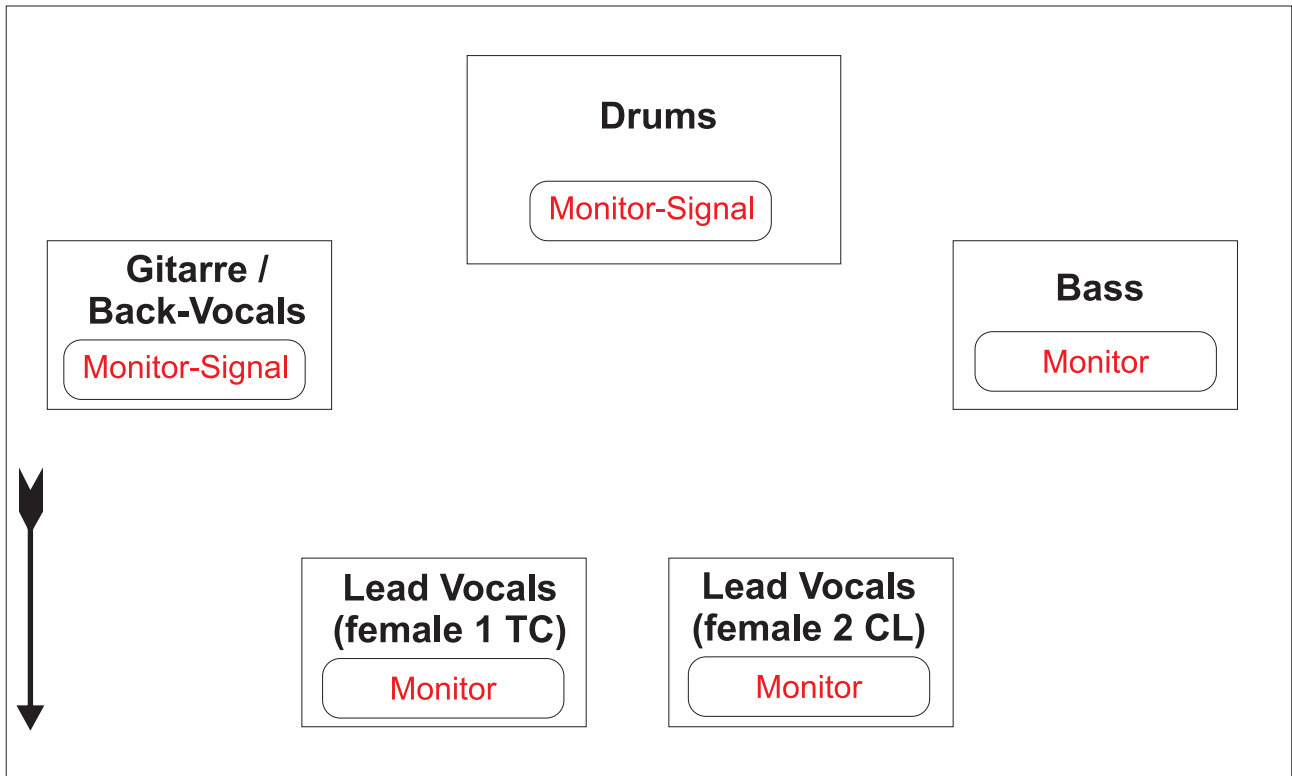 Drums
Monitor-Signal
Gitarre /
Back-Vocals
Monitor-Signal
Bass
Monitor
Lead Vocals
(female 1 TC)
Monitor
Lead Vocals
(female 2 CL)
Monitor